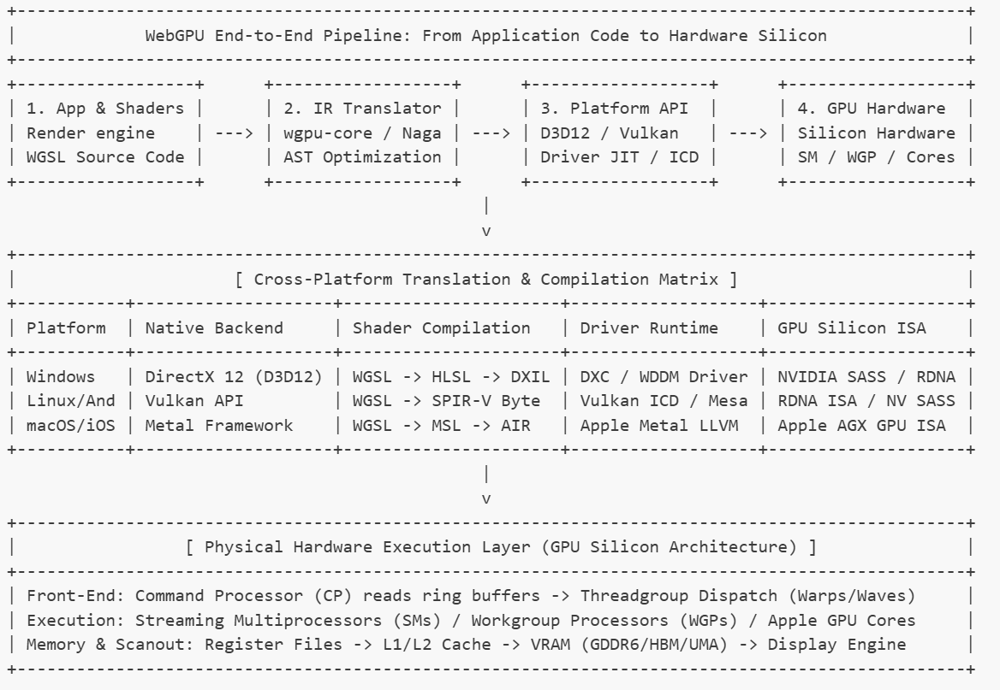 +-------------------------------------------------------------------------------------------------+
|             WebGPU End-to-End Pipeline: From Application Code to Hardware Silicon              |
+-------------------------------------------------------------------------------------------------+
+------------------+      +------------------+      +------------------+      +------------------+
| 1. App & Shaders |      | 2. IR Translator |      | 3. Platform API  |      | 4. GPU Hardware  |
| Render engine    | ---> | wgpu-core / Naga | ---> | D3D12 / Vulkan   | ---> | Silicon Hardware |
| WGSL Source Code |      | AST Optimization |      | Driver JIT / ICD |      | SM / WGP / Cores |
+------------------+      +------------------+      +------------------+      +------------------+
                                                |
                                                v
+-------------------------------------------------------------------------------------------------+
|                      [ Cross-Platform Translation & Compilation Matrix ]                       |
+-----------+--------------------+----------------------+-------------------+--------------------+
| Platform  | Native Backend     | Shader Compilation   | Driver Runtime    | GPU Silicon ISA    |
+-----------+--------------------+----------------------+-------------------+--------------------+
| Windows   | DirectX 12 (D3D12) | WGSL -> HLSL -> DXIL | DXC / WDDM Driver | NVIDIA SASS / RDNA |
| Linux/And | Vulkan API         | WGSL -> SPIR-V Byte  | Vulkan ICD / Mesa | RDNA ISA / NV SASS |
| macOS/iOS | Metal Framework    | WGSL -> MSL -> AIR   | Apple Metal LLVM  | Apple AGX GPU ISA  |
+-----------+--------------------+----------------------+-------------------+--------------------+
                                                |
                                                v
+-------------------------------------------------------------------------------------------------+
|                 [ Physical Hardware Execution Layer (GPU Silicon Architecture) ]               |
+-------------------------------------------------------------------------------------------------+
| Front-End: Command Processor (CP) reads ring buffers -> Threadgroup Dispatch (Warps/Waves)     |
| Execution: Streaming Multiprocessors (SMs) / Workgroup Processors (WGPs) / Apple GPU Cores     |
| Memory & Scanout: Register Files -> L1/L2 Cache -> VRAM (GDDR6/HBM/UMA) -> Display Engine      |
+-------------------------------------------------------------------------------------------------+